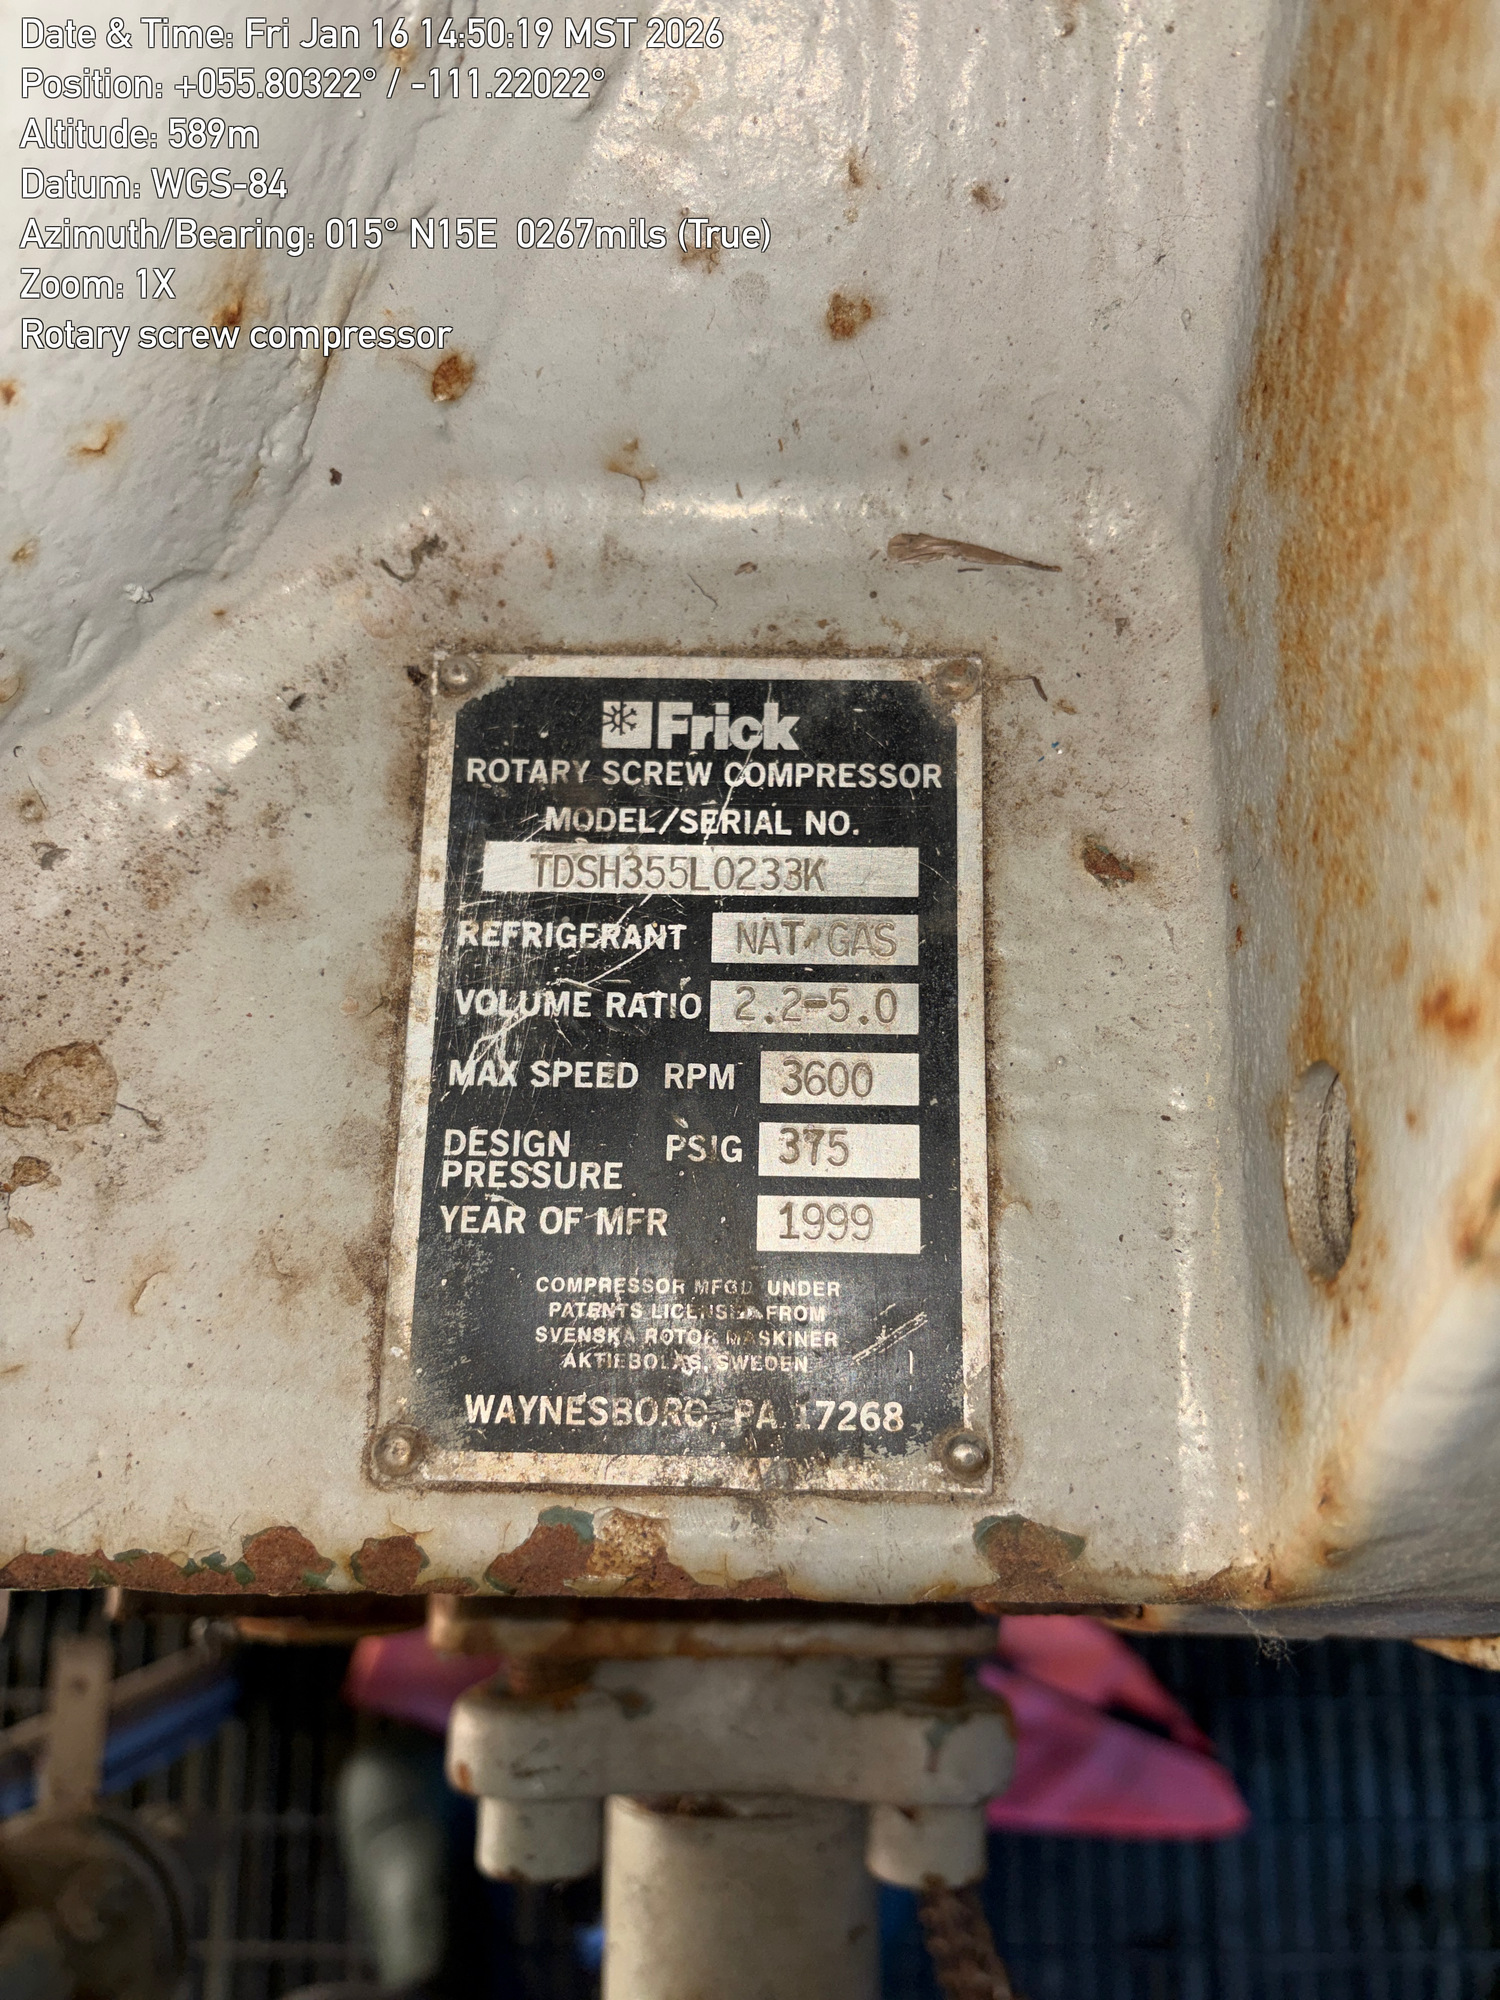 Date & Time: Fri Jan 16 14:50:19 MST 2026
Position: +055.80322° / -111.22022°
Altitude: 589m
Datum: WGS-84
Azimuth/Bearing: 015° N15E 0267mils (True)
Zoom: 1X
Rotary screw compressor
Frick
ROTARY SCREW COMPRESSOR
MODEL/SERIAL NO.
TDSH355L0233K
REFRIGERANT NAT GAS
VOLUME RATIO 2.2-5.0
MAX SPEED RPM 3600
DESIGN PRESSURE PSIG 375
YEAR OF MFR 1999
COMPRESSOR MFGD UNDER
PATENTS LICENSED FROM
SVENSKA ROTOR MASKINER
AKTIEBOLAG, SWEDEN
WAYNESBORO, PA 17268